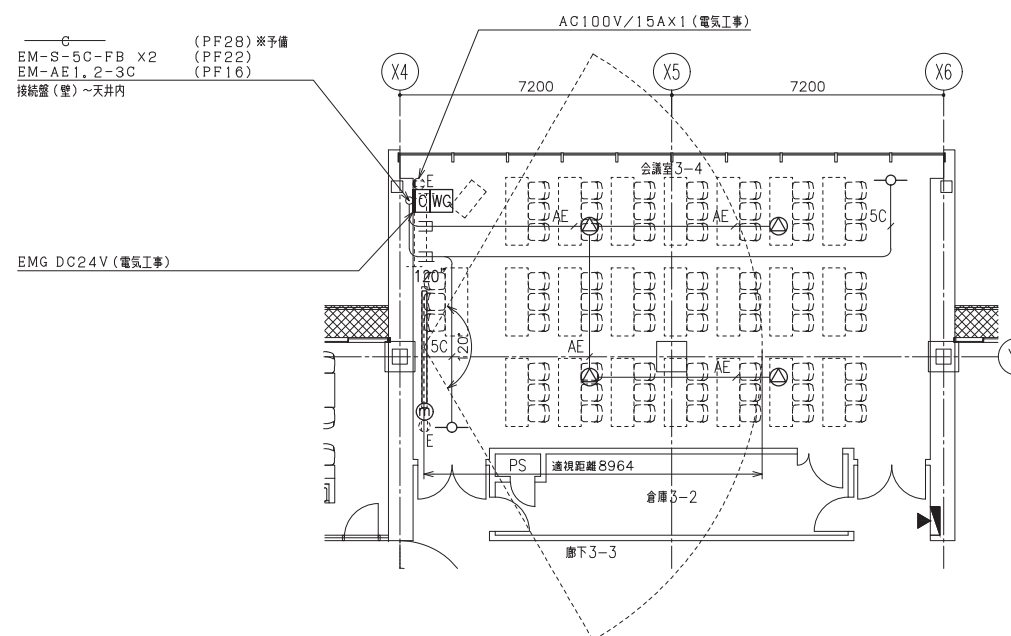 AC100V/15AX1(電気工事)
C (PF28)※予備
EM-S-5C-FB X2 (PF22)
EM-AE1.2-3C (PF16)
接続盤(壁)～天井内
X4
X5
X6
7200
7200
会議室3-4
E
C
WG
AE
AE
5C
EMG DC24V(電気工事)
120"
5C
120°
AE
AE
E
PS
適視距離8964
倉庫3-2
廊下3-3